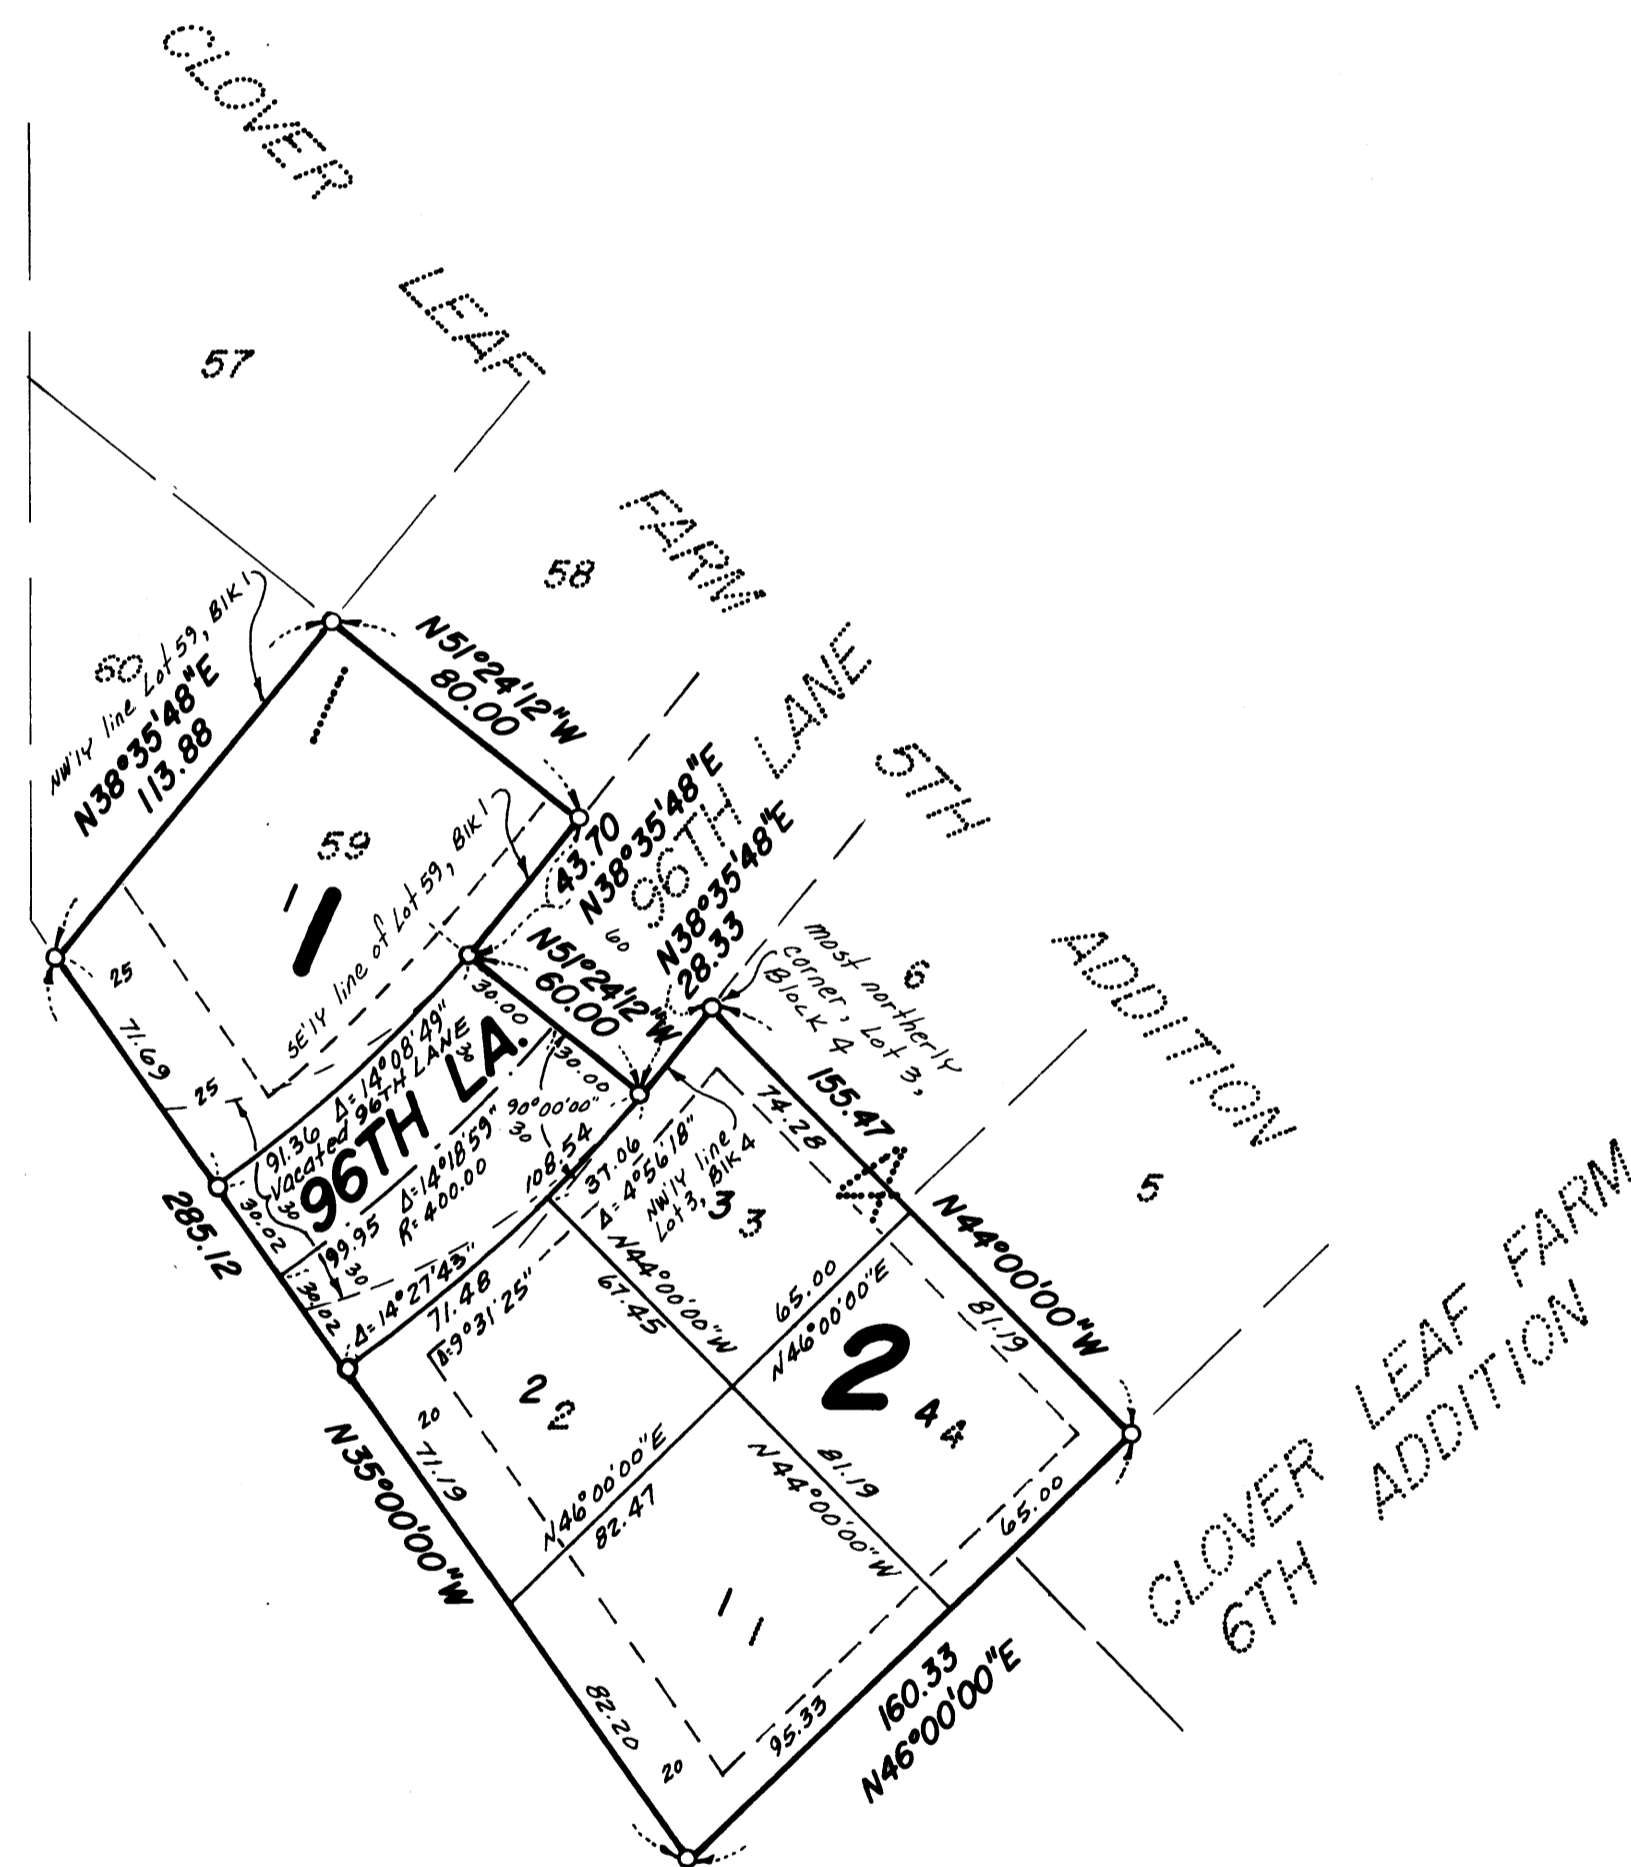 CLOVER
LEAF
FARM
5TH
ADDITION
57
58
60
NW'ly line Lot 59, Blk 1
N38°35'48"E
113.88
N51°24'12"W
80.00
1
59
1
1
SE'ly line of Lot 59, Blk 1
43.70
N38°35'48"E
96TH LANE
60
N38°35'48"E
28.33
N51°24'12"W
60.00
most northerly
corner, Lot 3,
Block 4
6
5
25
71.69
25
30.00
30.00
91.36 Δ=14°08'49"
Vacated 96TH LANE
30
96TH LA.
30
99.95 Δ=14°18'59"
R=400.00
90°00'00"
30
108.54
30
Δ=14°27'43"
285.12
30.02
30.02
71.48
Δ=9°31'25"
37.06
Δ=4°56'18"
NW'ly line
Lot 3, Blk 4
3
3
74.28
155.47
4
N44°00'00"W
67.45
N44°00'00"W
65.00
N46°00'00"E
81.19
2
2
2
4
4
20
71.19
N35°00'00"W
N46°00'00"E
82.47
81.19
N44°00'00"W
65.00
1
1
82.20
20
95.33
160.33
N46°00'00"E
CLOVER LEAF FARM
6TH ADDITION